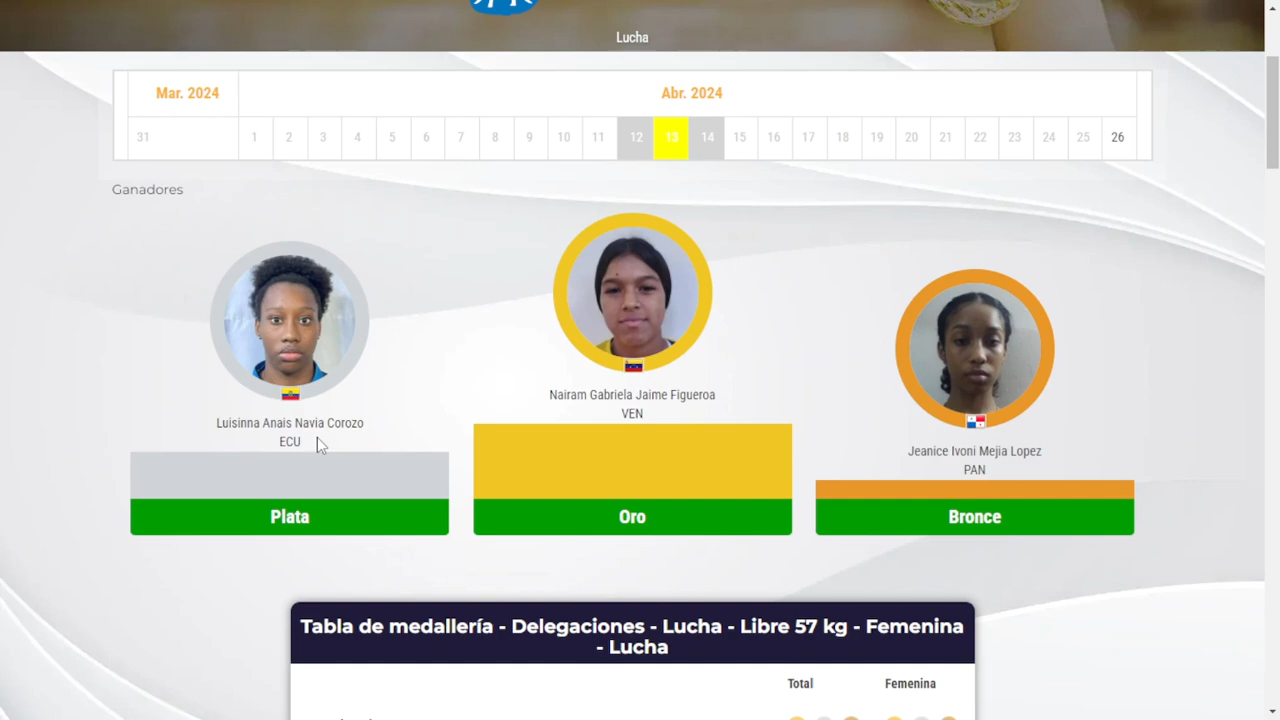 Lucha
Mar. 2024 Abr. 2024
31 1 2 3 4 5 6 7 8 9 10 11 12 13 14 15 16 17 18 19 20 21 22 23 24 25 26
Ganadores
Luisinna Anais Navia Corozo
ECU
Plata
Nairam Gabriela Jaime Figueroa
VEN
Oro
Jeanice Ivoni Mejia Lopez
PAN
Bronce
Tabla de medallería - Delegaciones - Lucha - Libre 57 kg - Femenina
- Lucha
Total Femenina